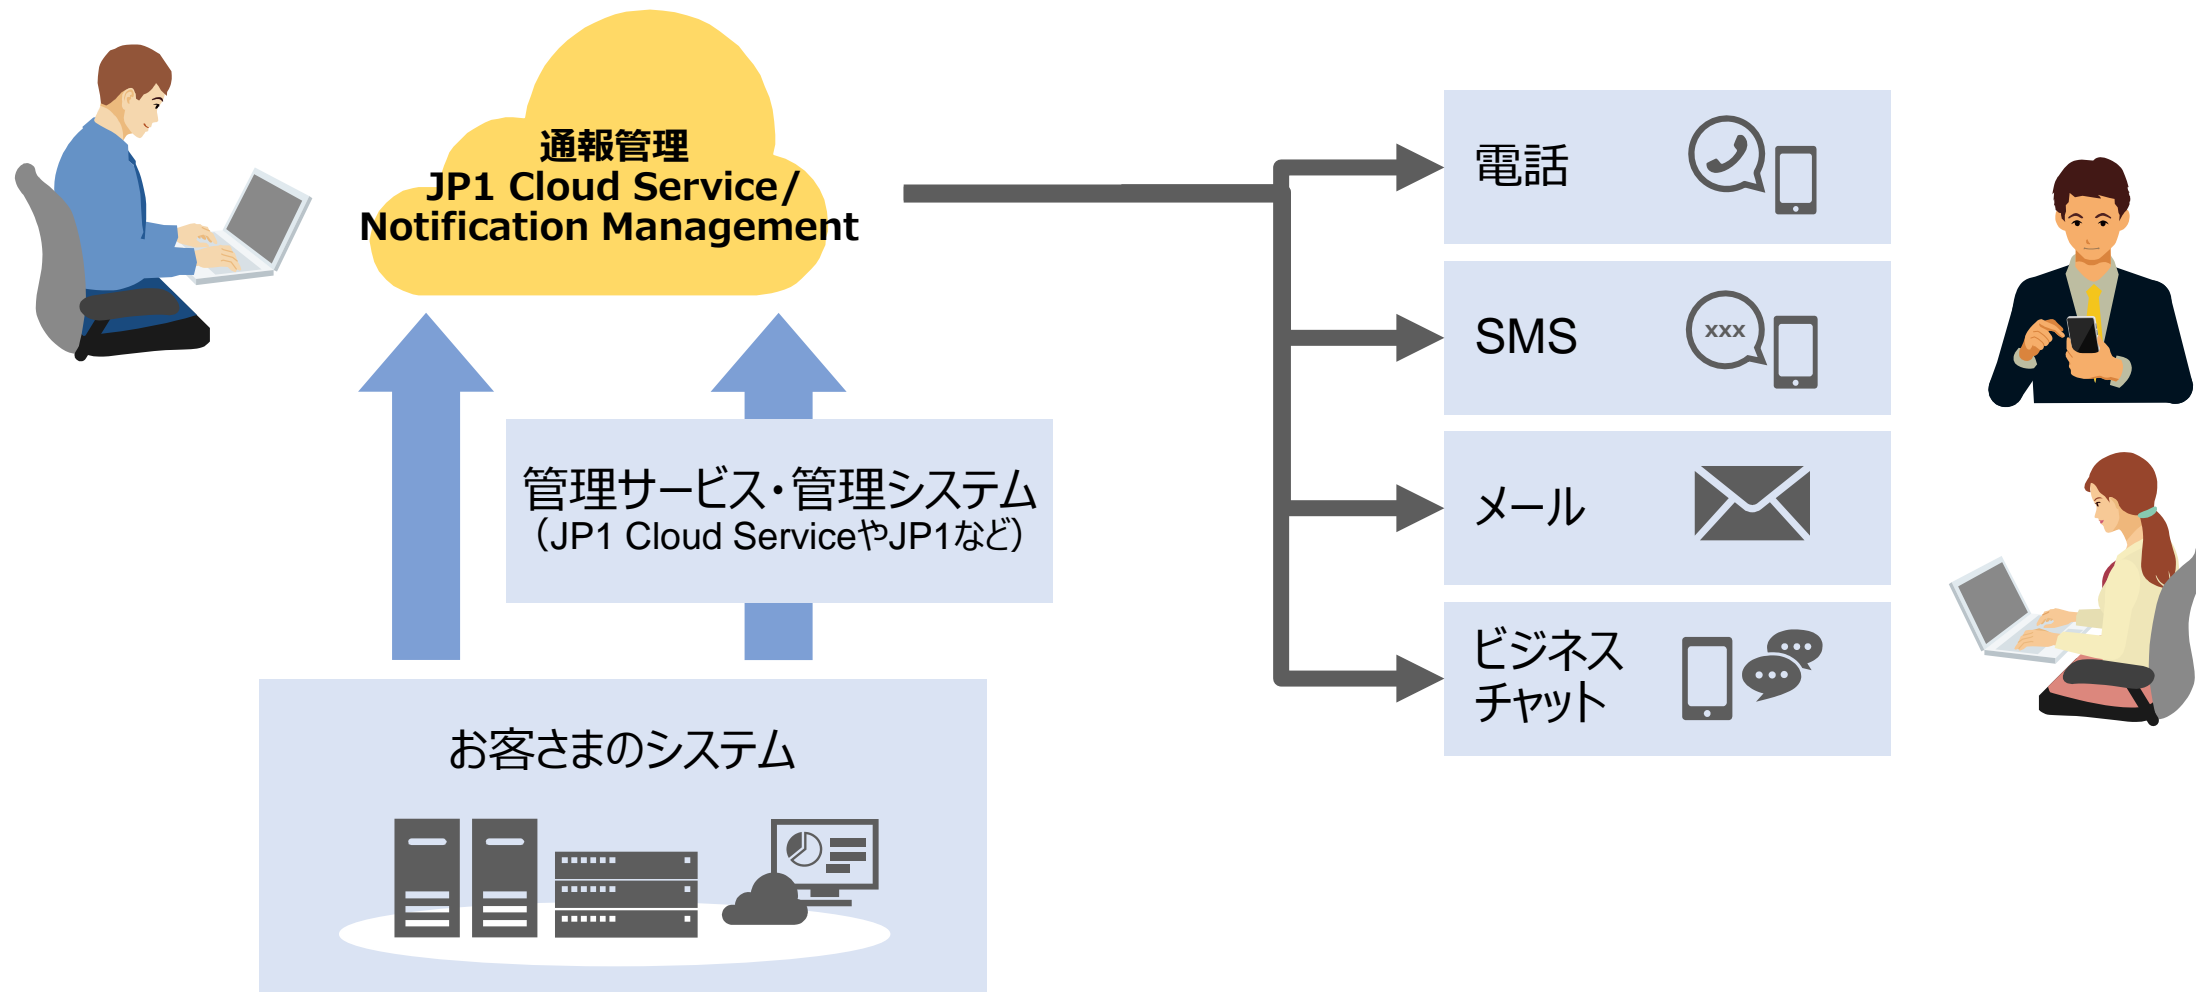 通報管理
JP1 Cloud Service/
Notification Management
管理サービス・管理システム
（JP1 Cloud ServiceやJP1など）
お客さまのシステム
電話
SMS
xxx
メール
ビジネス
チャット